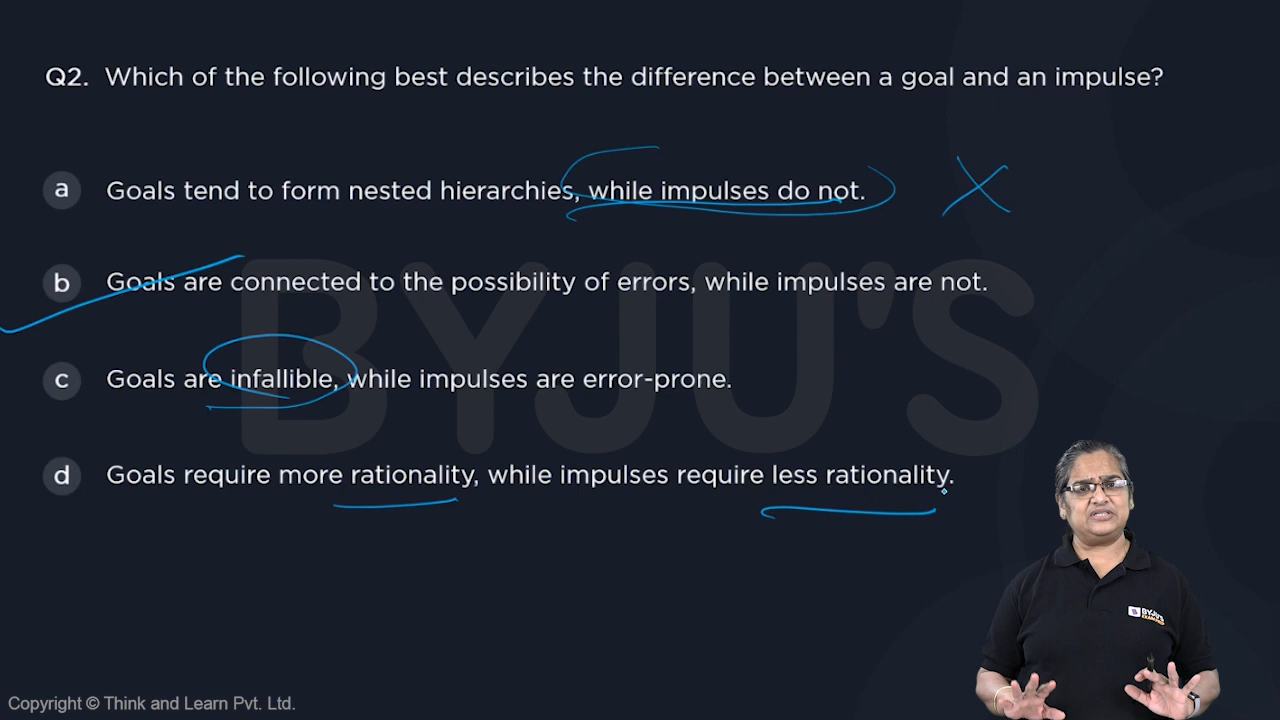 Q2. Which of the following best describes the difference between a goal and an impulse?
a Goals tend to form nested hierarchies, while impulses do not.
b Goals are connected to the possibility of errors, while impulses are not.
c Goals are infallible, while impulses are error-prone.
d Goals require more rationality, while impulses require less rationality.
BYJU'S
BYJU'S
Copyright © Think and Learn Pvt. Ltd.